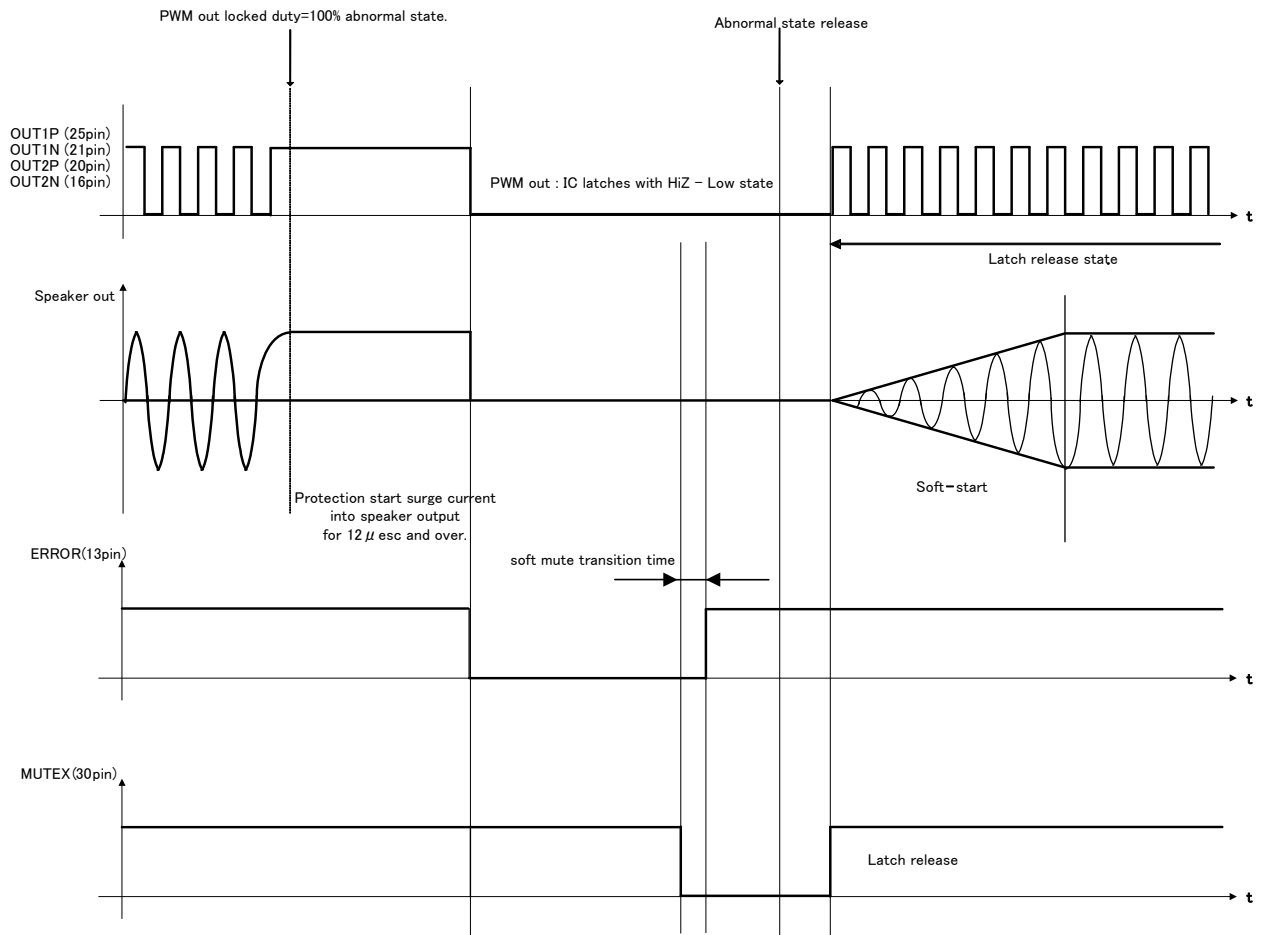 PWM out locked duty=100% abnormal state.
Abnormal state release
OUT1P (25pin)
OUT1N (21pin)
OUT2P (20pin)
OUT2N (16pin)
PWM out : IC latches with HiZ - Low state
t
Latch release state
Speaker out
t
Soft-start
Protection start surge current
into speaker output
for 12 μ esc and over.
ERROR(13pin)
soft mute transition time
t
MUTEX(30pin)
Latch release
t